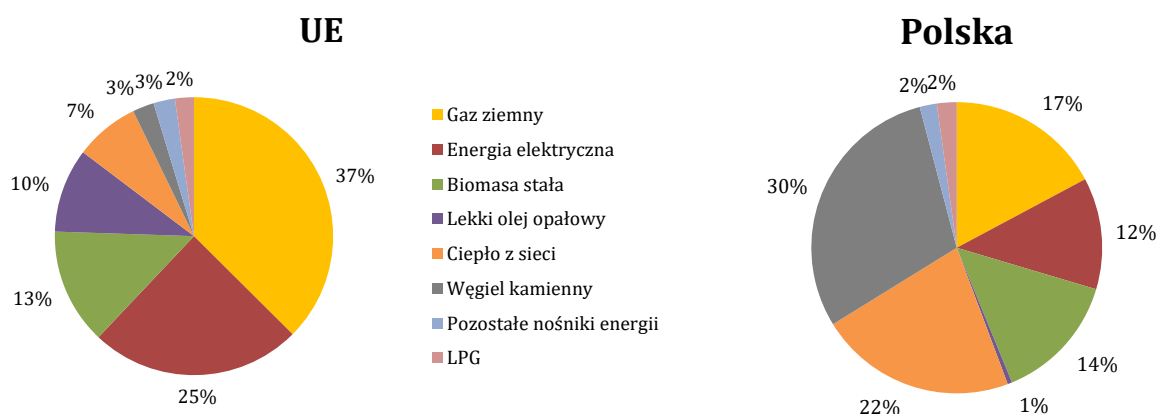 UE
Polska
3%
3%
2%
7%
10%
37%
13%
25%
Gaz ziemny
Energia elektryczna
Biomasa stała
Lekki olej opałowy
Ciepło z sieci
Węgiel kamienny
Pozostałe nośniki energii
LPG
2%
2%
17%
30%
12%
14%
22%
1%